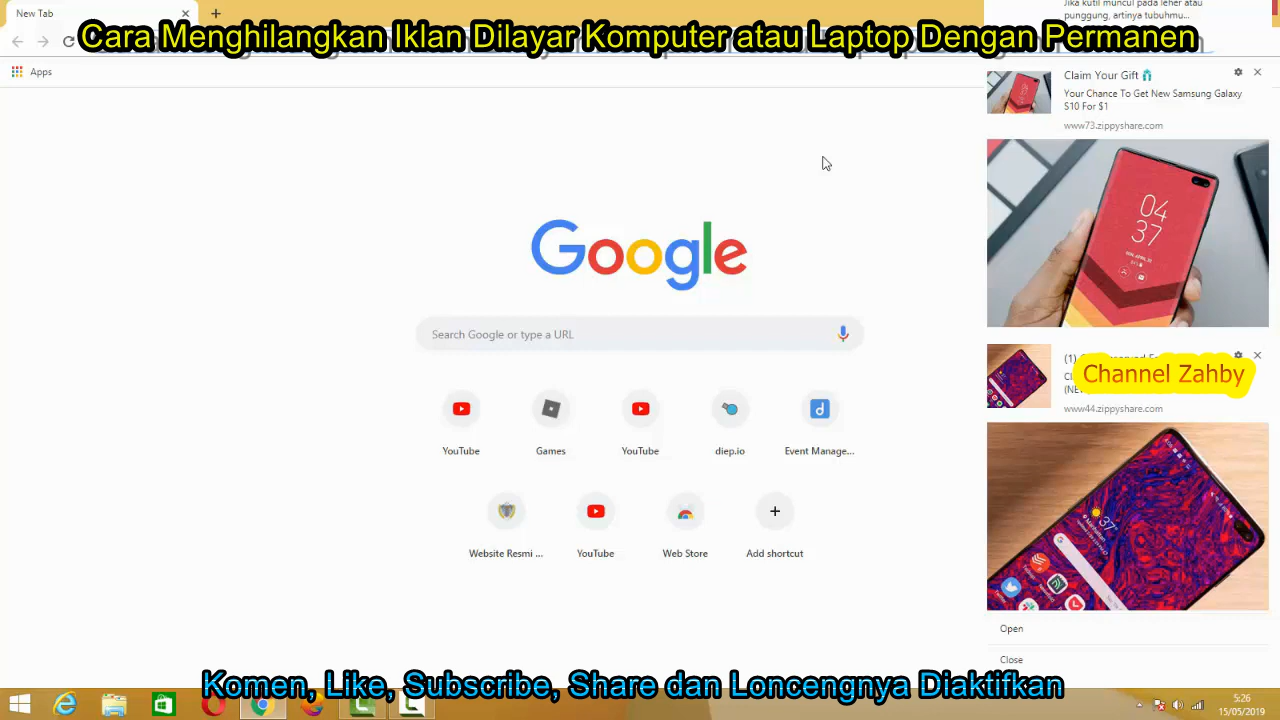 New Tab
Jika kutil muncul pada leher atau
punggung, artinya tubuhmu...
Cara Menghilangkan Iklan Dilayar Komputer atau Laptop Dengan Permanen
Apps
Claim Your Gift
Your Chance To Get New Samsung Galaxy
S10 For $1
www73.zippyshare.com
04
37
Google
Search Google or type a URL
(1)
Channel Zahby
www44.zippyshare.com
YouTube
Games
YouTube
diep.io
Event Manage...
Website Resmi ...
YouTube
Web Store
Add shortcut
37°
Open
Close
Komen, Like, Subscribe, Share dan Loncengnya Diaktifkan
5:26
15/05/2019